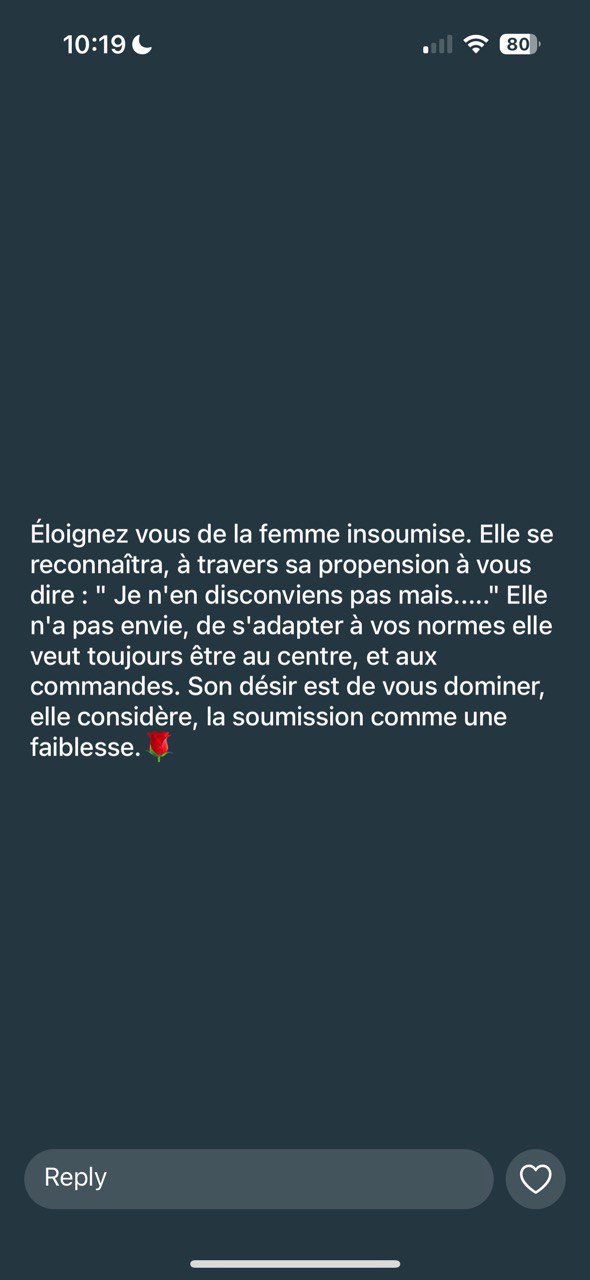 10:19
80
Éloignez vous de la femme insoumise. Elle se
reconnaîtra, à travers sa propension à vous
dire : " Je n'en disconviens pas mais....." Elle
n'a pas envie, de s'adapter à vos normes elle
veut toujours être au centre, et aux
commandes. Son désir est de vous dominer,
elle considère, la soumission comme une
faiblesse.🌹
Reply